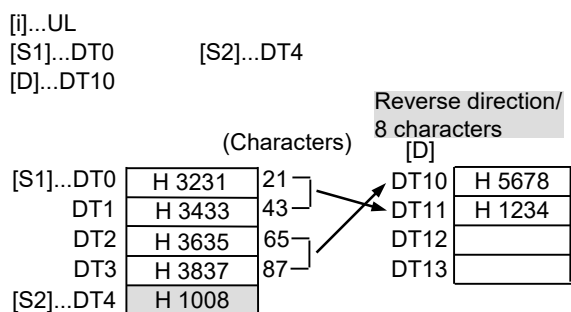 [i]...UL
[S1]...DT0 [S2]...DT4
[D]...DT10
Reverse direction/
8 characters
(Characters) [D]
[S1]...DT0 H 3231 21 DT10 H 5678
DT1 H 3433 43 DT11 H 1234
DT2 H 3635 65 DT12
DT3 H 3837 87 DT13
[S2]...DT4 H 1008